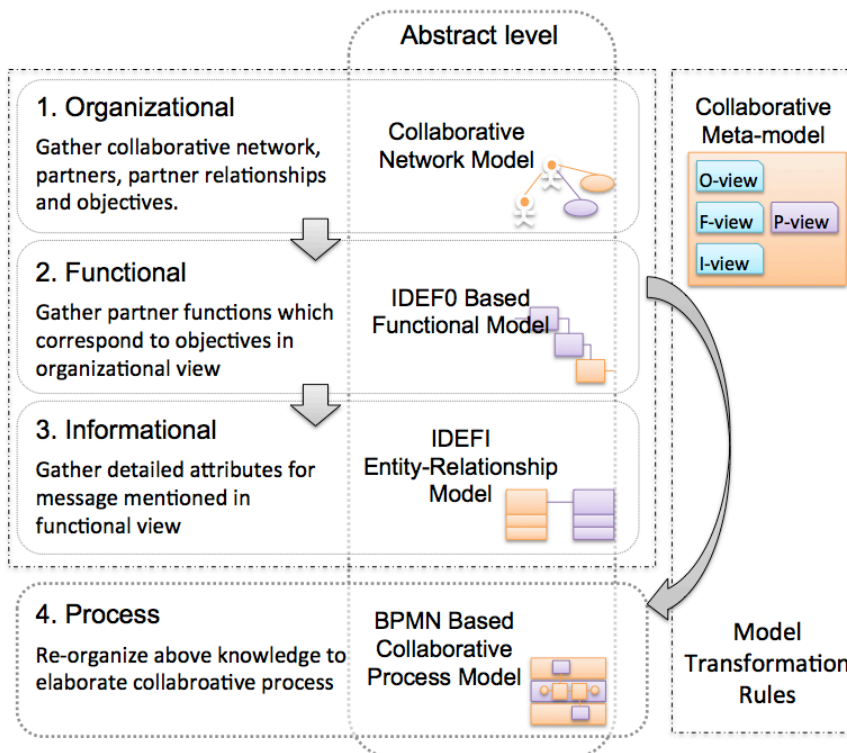 Abstract level
1. Organizational
Gather collaborative network,
partners, partner relationships
and objectives.
Collaborative
Network Model
2. Functional
Gather partner functions which
correspond to objectives in
organizational view
IDEF0 Based
Functional Model
3. Informational
Gather detailed attributes for
message mentioned in
functional view
IDEFI
Entity-Relationship
Model
4. Process
Re-organize above knowledge to
elaborate collabroative process
BPMN Based
Collaborative
Process Model
Collaborative
Meta-model
O-view
F-view
P-view
I-view
Model
Transformation
Rules